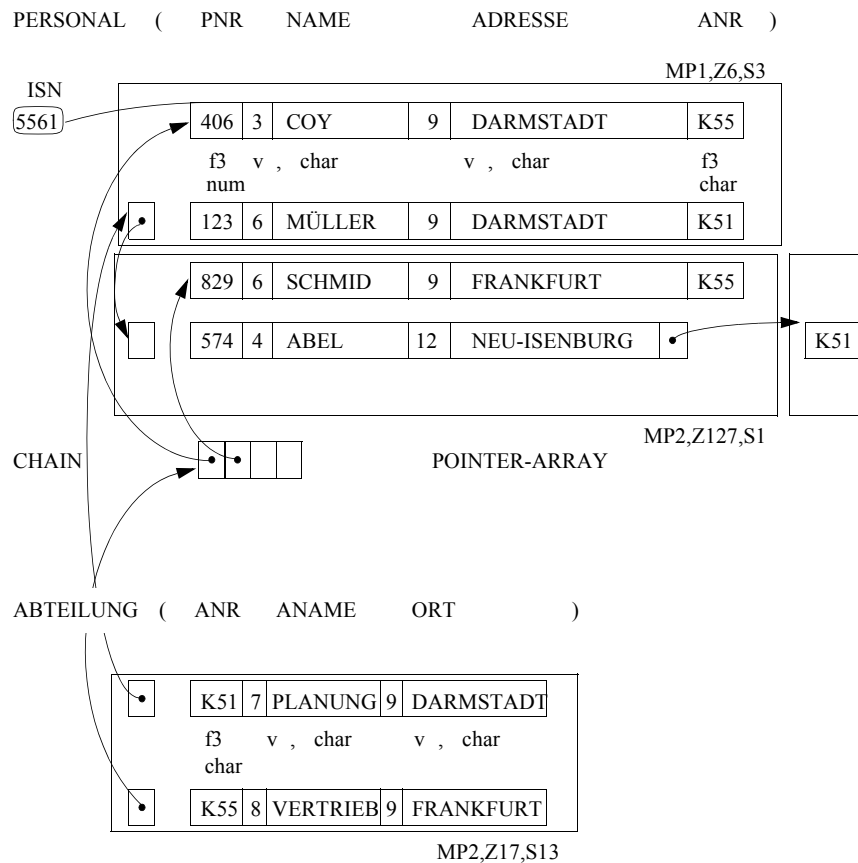 PERSONAL ( PNR NAME ADRESSE ANR )
MP1,Z6,S3
ISN
5561
406 3 COY 9 DARMSTADT K55
f3 v , char v , char f3
num char
123 6 MÜLLER 9 DARMSTADT K51
829 6 SCHMID 9 FRANKFURT K55
574 4 ABEL 12 NEU-ISENBURG K51
MP2,Z127,S1
CHAIN POINTER-ARRAY
ABTEILUNG ( ANR ANAME ORT )
K51 7 PLANUNG 9 DARMSTADT
f3 v , char v , char
char
K55 8 VERTRIEB 9 FRANKFURT
MP2,Z17,S13